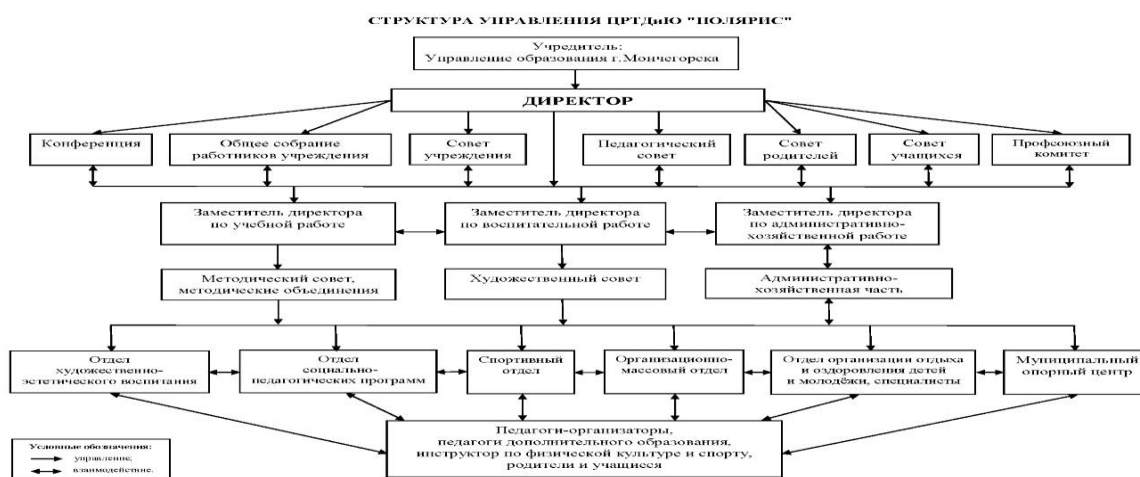 СТРУКТУРА УПРАВЛЕНИЯ ЦРТДиЮ "ПОЛЯРИС"
Учредитель:
Управление образования г.Мончегорска
ДИРЕКТОР
Конференция
Общее собрание
работников учреждения
Совет
учреждения
Педагогический
совет
Совет
родителей
Совет
учащихся
Профсоюзный
комитет
Заместитель директора
по учебной работе
Заместитель директора
по воспитательной работе
Заместитель директора
по административно-
хозяйственной работе
Методический совет,
методические объединения
Художественный совет
Административно-
хозяйственная часть
Отдел
художественно-
эстетического воспитания
Отдел
социально-
педагогических программ
Спортивный
отдел
Организационно-
массовый отдел
Отдел организации отдыха
и оздоровления детей
и молодёжи, специалисты
Муниципальный
опорный центр
Педагоги-организаторы,
педагоги дополнительного образования,
инструктор по физической культуре и спорту,
родители и учащиеся
Условные обозначения:
управление;
взаимодействие.